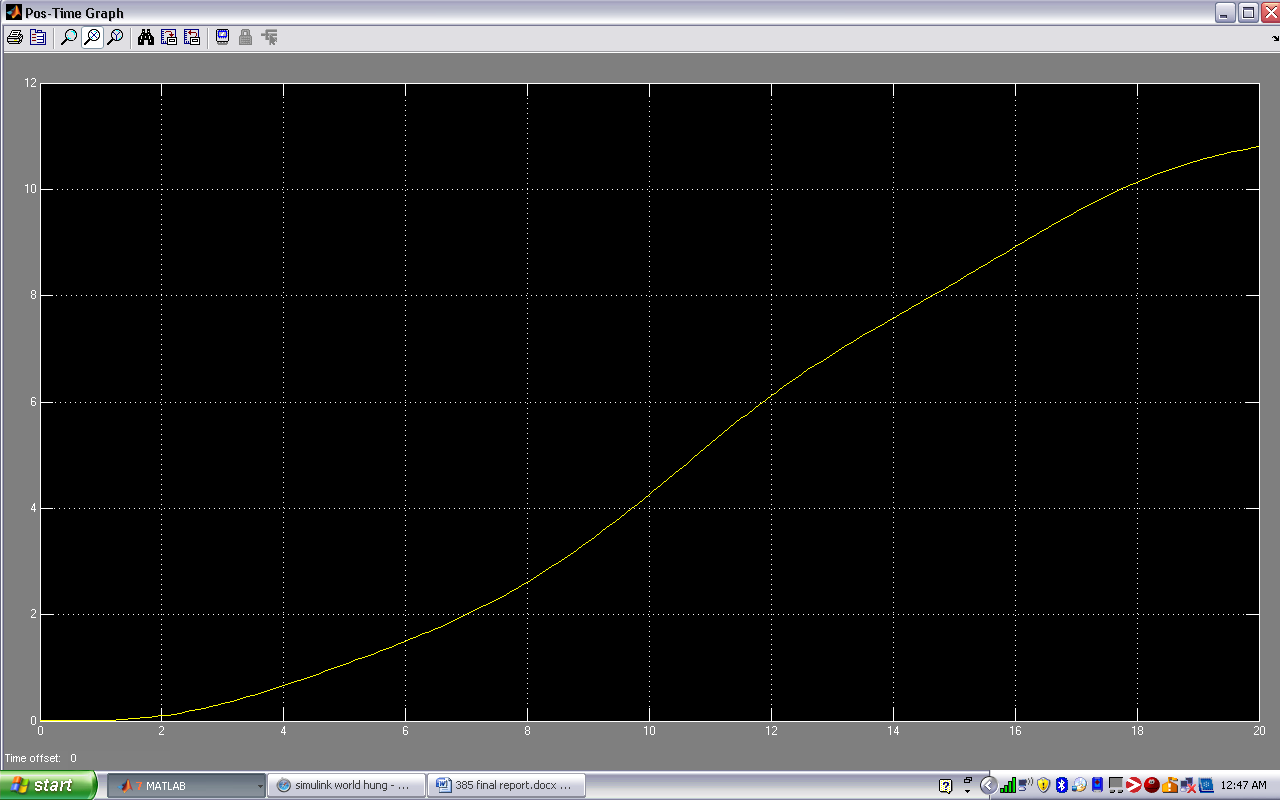 Pos-Time Graph
12
10
8
6
4
2
0
0 2 4 6 8 10 12 14 16 18 20
Time offset: 0
start
7 MATLAB
simulink world hung - ...
385 final report.docx ...
12:47 AM